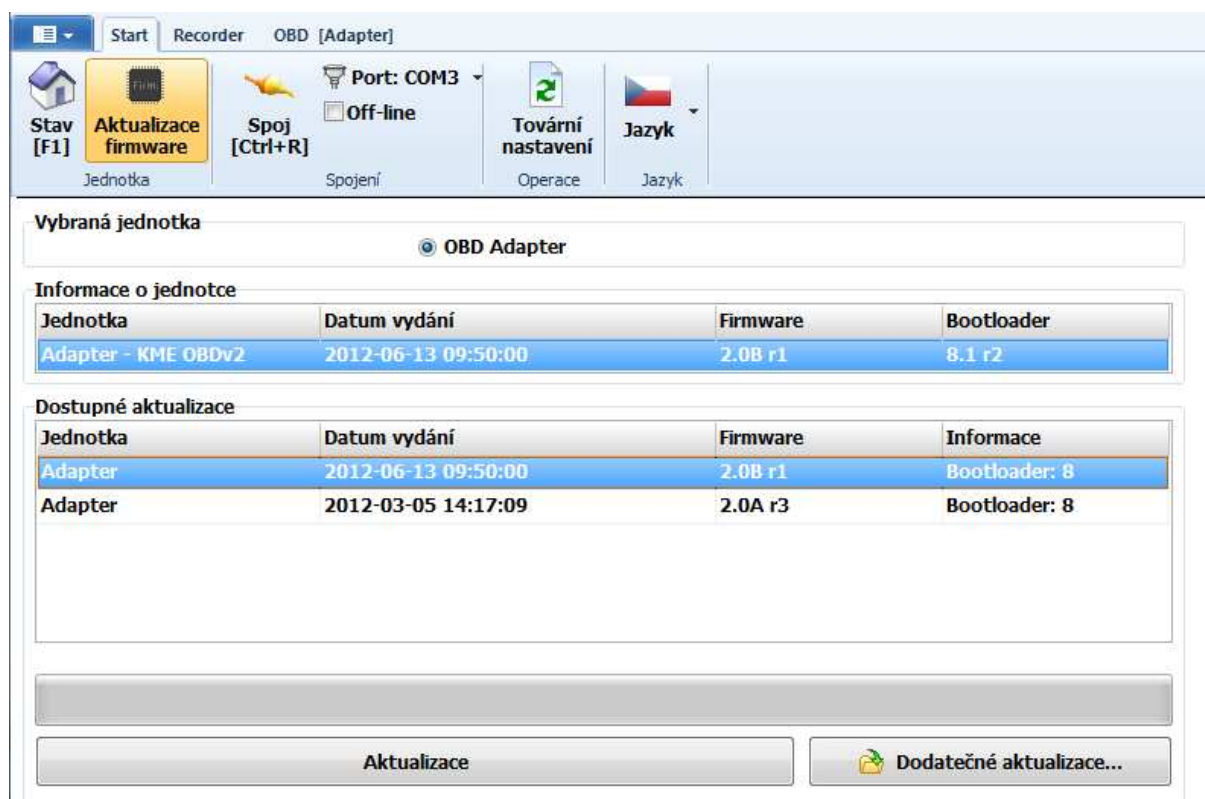 Start Recorder OBD [Adapter]
Firm
Port: COM3
Off-line
Stav [F1]
Aktualizace firmware
Spoj [Ctrl+R]
Tovární nastavení
Jazyk
Jednotka Spojení Operace Jazyk
Vybraná jednotka
OBD Adapter
Informace o jednotce
Jednotka Datum vydání Firmware Bootloader
Adapter - KME OBDv2 2012-06-13 09:50:00 2.0B r1 8.1 r2
Dostupné aktualizace
Jednotka Datum vydání Firmware Informace
Adapter 2012-06-13 09:50:00 2.0B r1 Bootloader: 8
Adapter 2012-03-05 14:17:09 2.0A r3 Bootloader: 8
Aktualizace Dodatečné aktualizace...